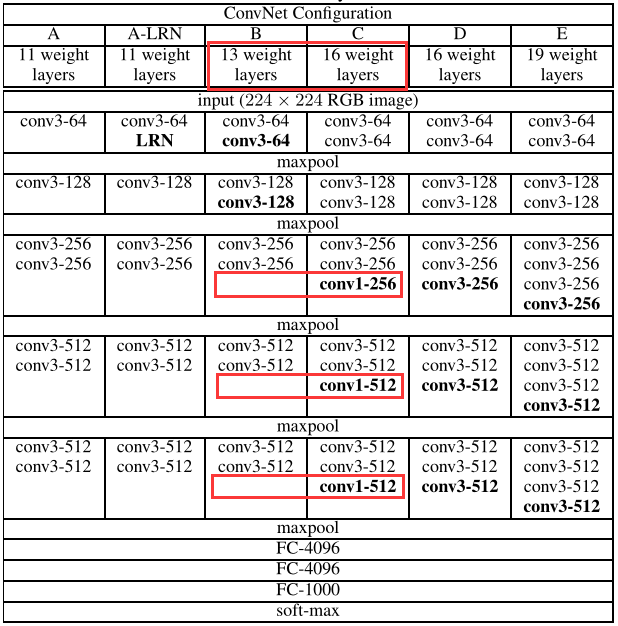 ConvNet Configuration
A A-LRN B C D E
11 weight 11 weight 13 weight 16 weight 16 weight 19 weight
layers layers layers layers layers layers
input (224 × 224 RGB image)
conv3-64 conv3-64 conv3-64 conv3-64 conv3-64 conv3-64
LRN conv3-64 conv3-64 conv3-64 conv3-64
maxpool
conv3-128 conv3-128 conv3-128 conv3-128 conv3-128 conv3-128
conv3-128 conv3-128 conv3-128 conv3-128
maxpool
conv3-256 conv3-256 conv3-256 conv3-256 conv3-256 conv3-256
conv3-256 conv3-256 conv3-256 conv3-256 conv3-256 conv3-256
conv1-256 conv3-256 conv3-256
conv3-256
maxpool
conv3-512 conv3-512 conv3-512 conv3-512 conv3-512 conv3-512
conv3-512 conv3-512 conv3-512 conv3-512 conv3-512 conv3-512
conv1-512 conv3-512 conv3-512
conv3-512
maxpool
conv3-512 conv3-512 conv3-512 conv3-512 conv3-512 conv3-512
conv3-512 conv3-512 conv3-512 conv3-512 conv3-512 conv3-512
conv1-512 conv3-512 conv3-512
conv3-512
maxpool
FC-4096
FC-4096
FC-1000
soft-max